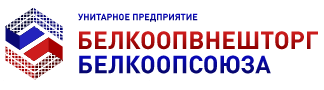 УНИТАРНОЕ ПРЕДПРИЯТИЕ
БЕЛКООПВНЕШТОРГ
БЕЛКООПСОЮЗА